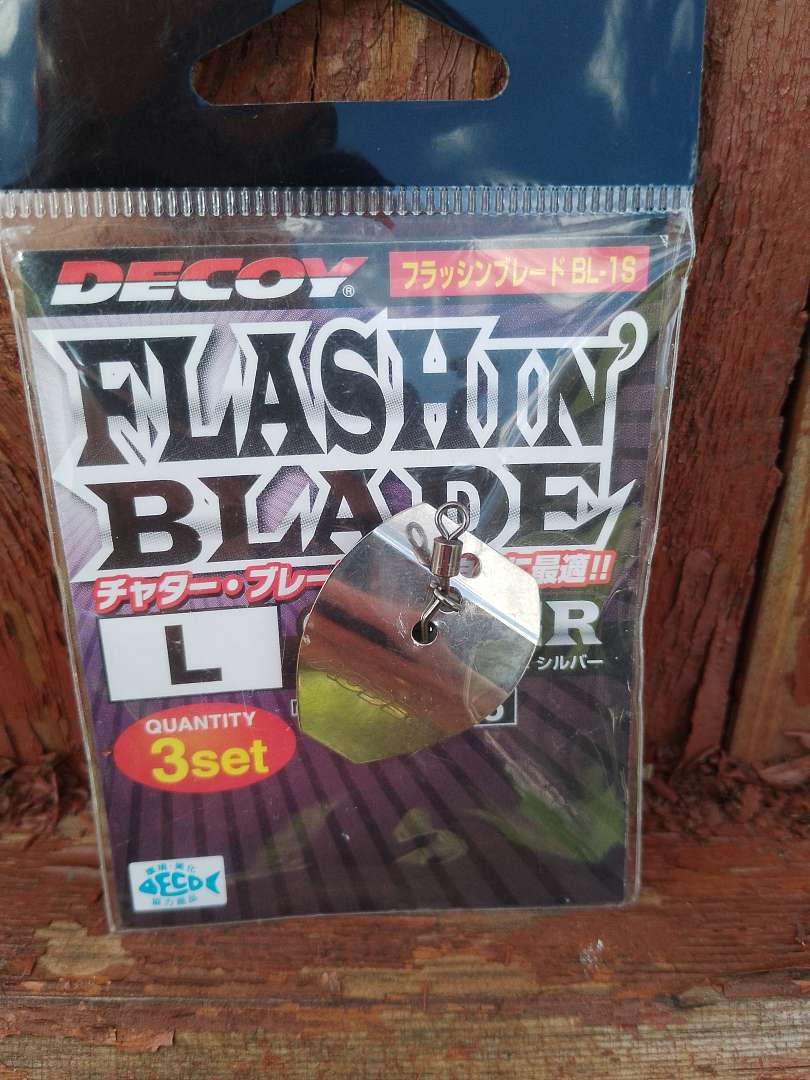 DECOY®
フラッシンブレード BL-1S
FLASHIN'
BLADE
チャター・ブレー
最適!!
L
R
シルバー
QUANTITY
3set
DECO